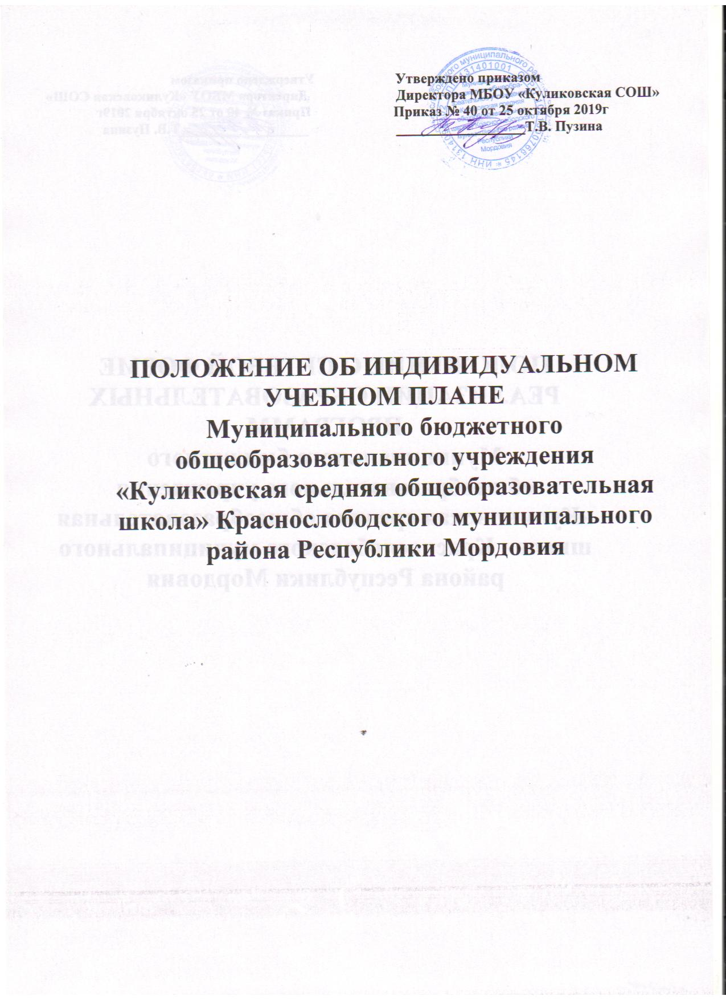 Утверждено приказом
Директора МБОУ «Куликовская СОШ»
Приказ № 40 от 25 октября 2019г
Т.В. Пузина
ПОЛОЖЕНИЕ ОБ ИНДИВИДУАЛЬНОМ
УЧЕБНОМ ПЛАНЕ
Муниципального бюджетного
общеобразовательного учреждения
«Куликовская средняя общеобразовательная
школа» Краснослободского муниципального
района Республики Мордовия